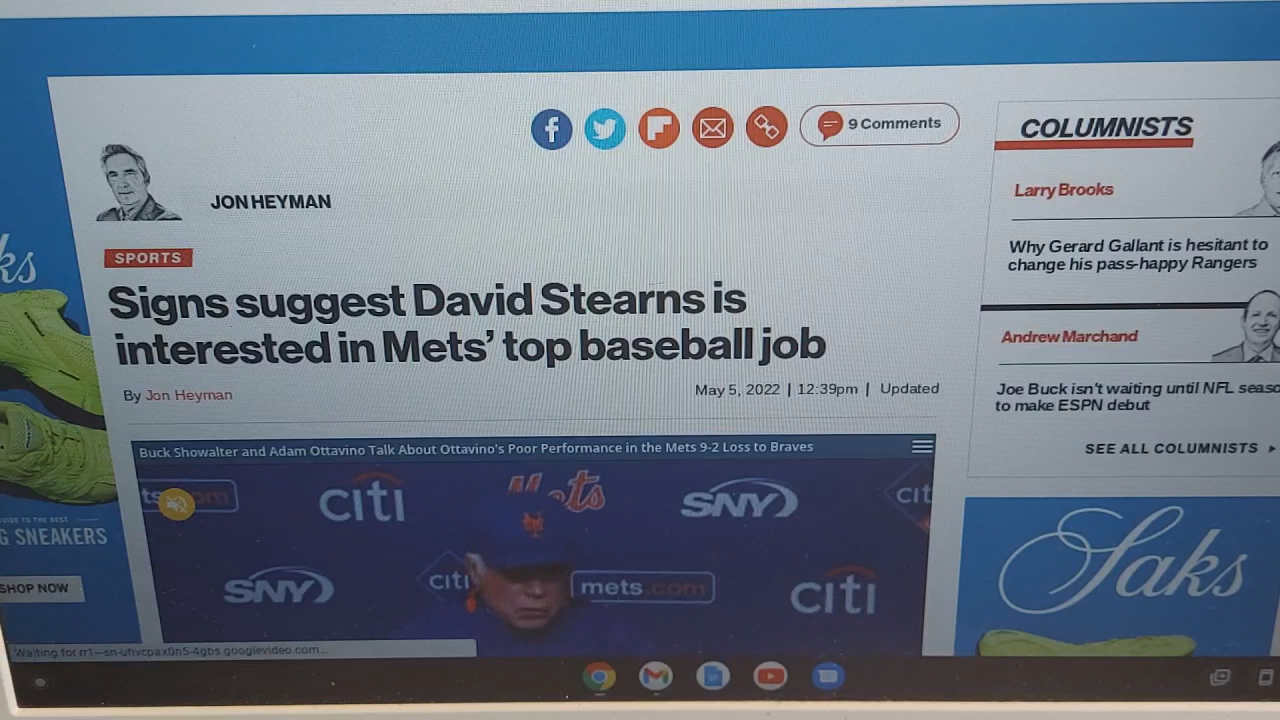 9 Comments
JON HEYMAN
SPORTS
Signs suggest David Stearns is
interested in Mets' top baseball job
By Jon Heyman
May 5, 2022 | 12:39pm | Updated
Buck Showalter and Adam Ottavino Talk About Ottavino's Poor Performance in the Mets 9-2 Loss to Braves
citi
Mets
SNY
cit
SNY
citi
mets.com
citi
COLUMNISTS
Larry Brooks
Why Gerard Gallant is hesitant to
change his pass-happy Rangers
Andrew Marchand
Joe Buck isn't waiting until NFL seaso
to make ESPN debut
SEE ALL COLUMNISTS
Saks
ks
G SNEAKERS
SHOP NOW